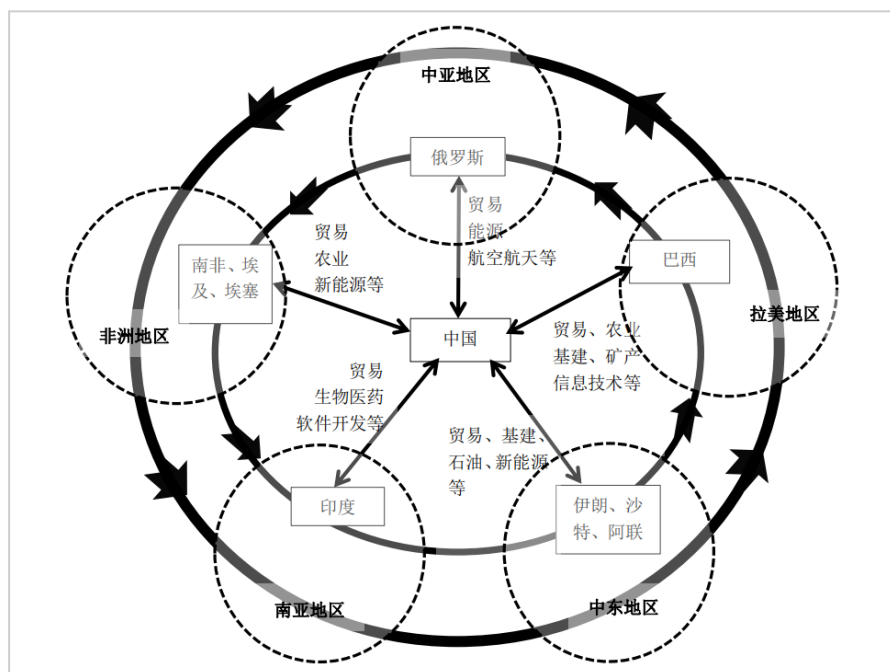 中亚地区
俄罗斯
贸易
能源
航空航天等
贸易
农业
新能源等
南非、埃
及、埃塞
非洲地区
巴西
拉美地区
中国
贸易、农业
基建、矿产
信息技术等
贸易
生物医药
软件开发等
贸易、基建、
石油、新能源
等
印度
南亚地区
伊朗、沙
特、阿联
中东地区